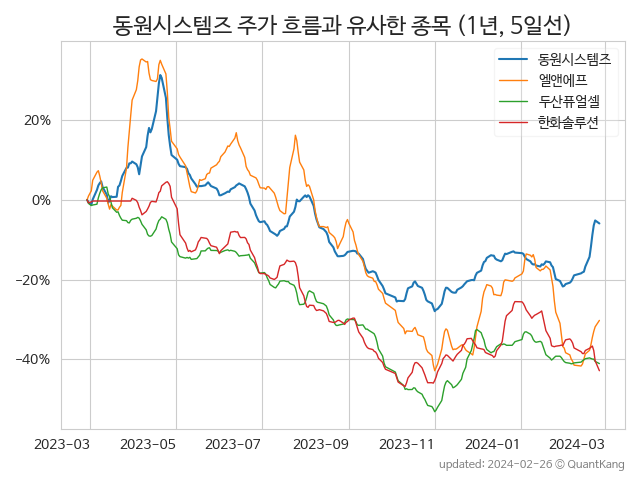 동원시스템즈 주가 흐름과 유사한 종목 (1년, 5일선)
동원시스템즈
엘앤에프
두산퓨얼셀
한화솔루션
20%
0%
−20%
−40%
2023-03 2023-05 2023-07 2023-09 2023-11 2024-01 2024-03
updated: 2024-02-26 © QuantKang